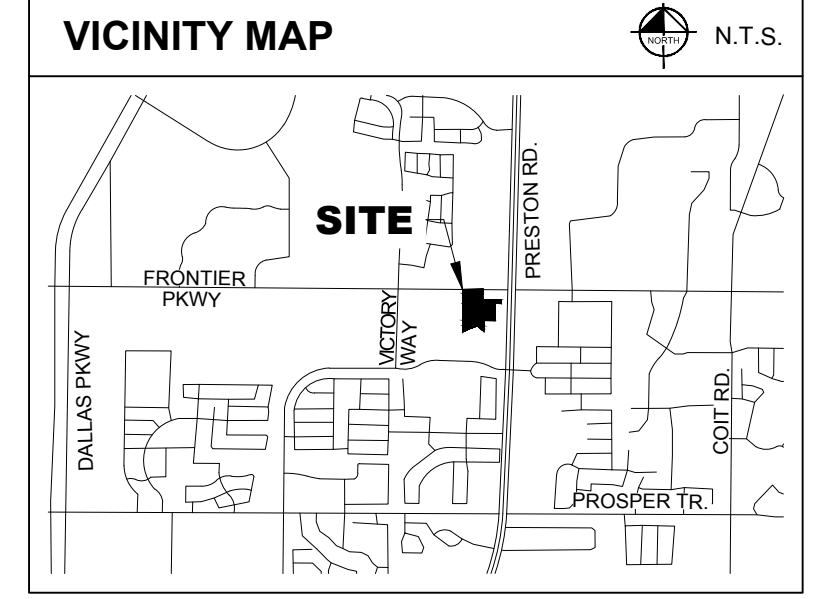 VICINITY MAP
NORTH
N.T.S.
PRESTON RD.
SITE
FRONTIER
PKWY
VICTORY
WAY
DALLAS PKWY
COIT RD.
PROSPER TR.